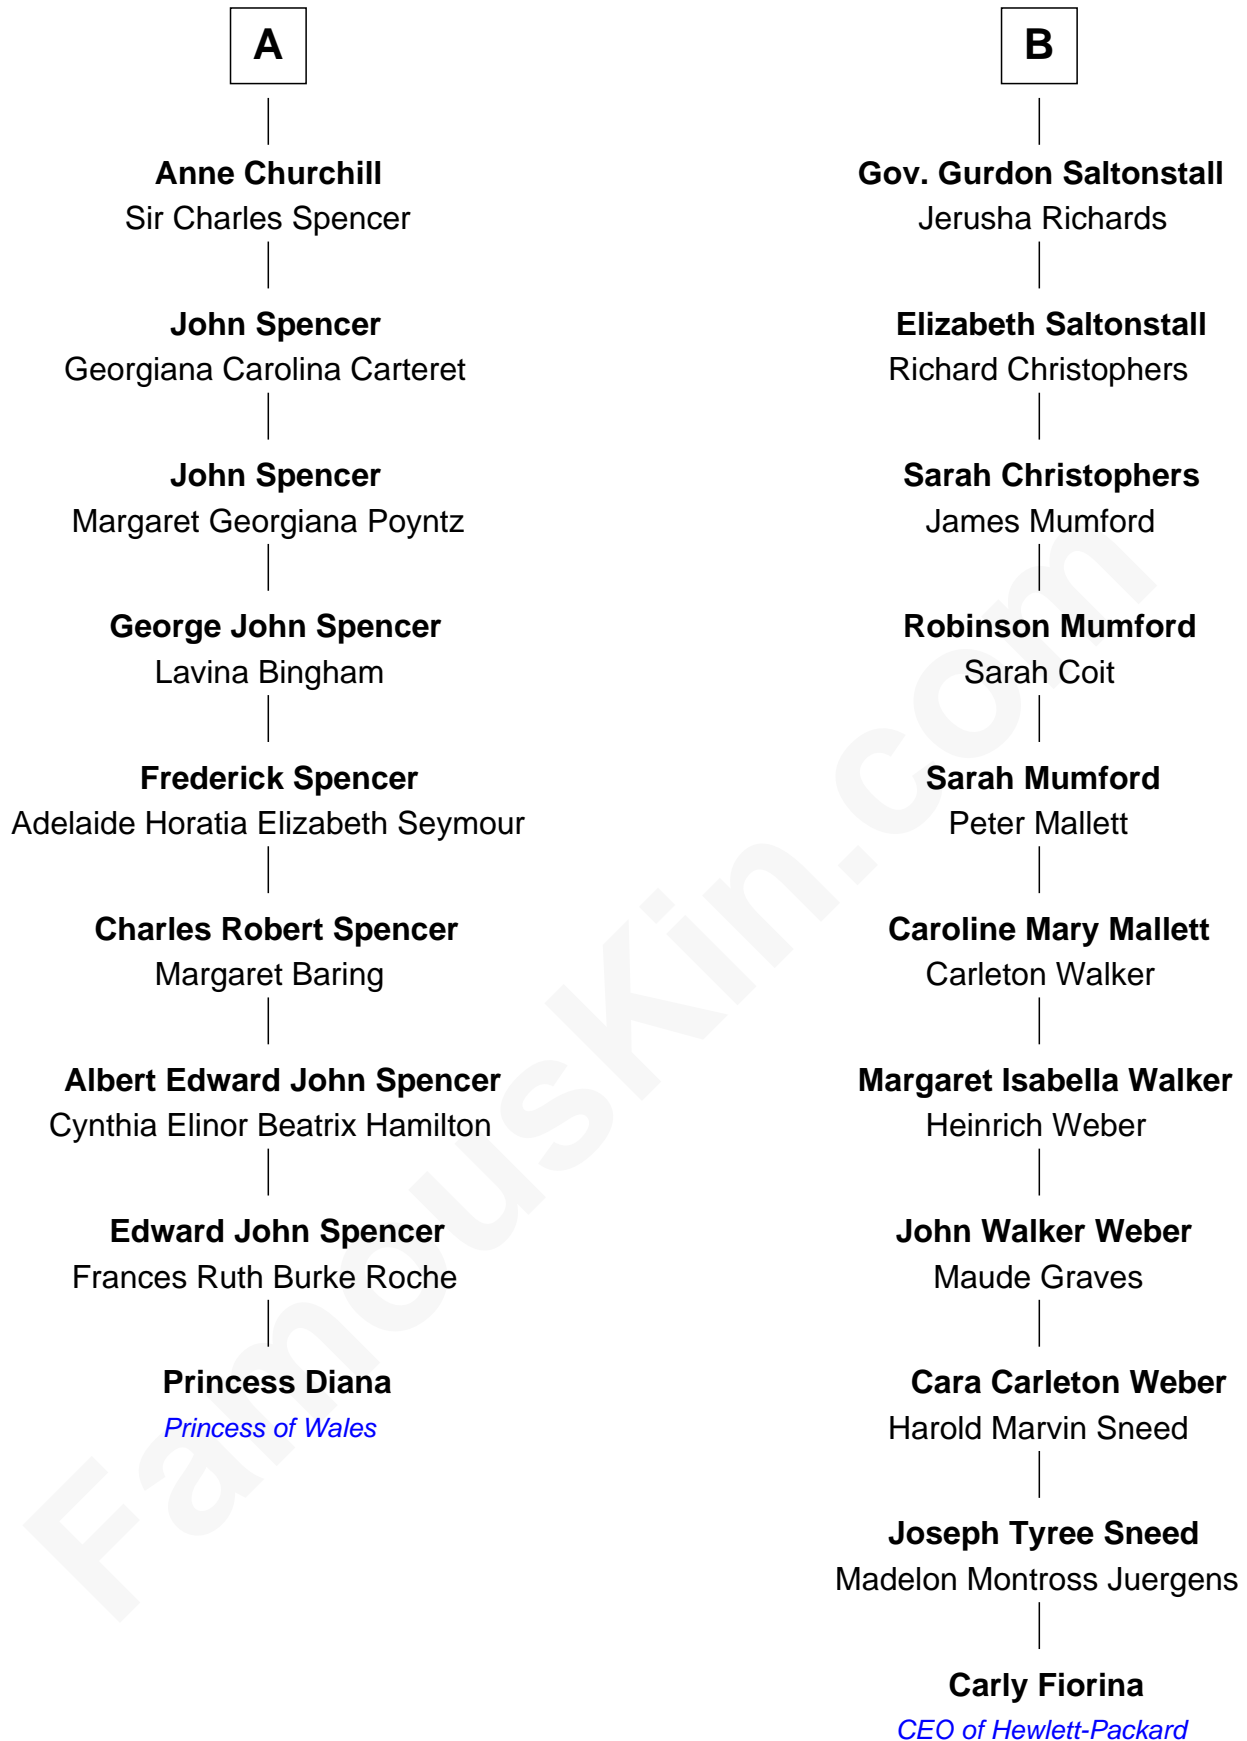 A
Anne Churchill
Sir Charles Spencer
John Spencer
Georgiana Carolina Carteret
John Spencer
Margaret Georgiana Poyntz
George John Spencer
Lavina Bingham
Frederick Spencer
Adelaide Horatia Elizabeth Seymour
Charles Robert Spencer
Margaret Baring
Albert Edward John Spencer
Cynthia Elinor Beatrix Hamilton
Edward John Spencer
Frances Ruth Burke Roche
Princess Diana
Princess of Wales
B
Gov. Gurdon Saltonstall
Jerusha Richards
Elizabeth Saltonstall
Richard Christophers
Sarah Christophers
James Mumford
Robinson Mumford
Sarah Coit
Sarah Mumford
Peter Mallett
Caroline Mary Mallett
Carleton Walker
Margaret Isabella Walker
Heinrich Weber
John Walker Weber
Maude Graves
Cara Carleton Weber
Harold Marvin Sneed
Joseph Tyree Sneed
Madelon Montross Juergens
Carly Fiorina
CEO of Hewlett-Packard
FamousKin.com